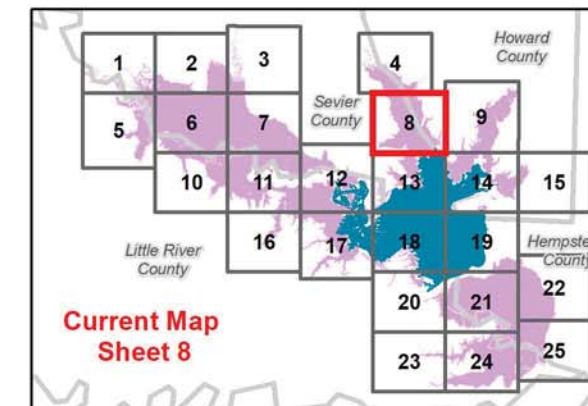 1 2 3 4
Howard
County
Sevier
County
5 6 7 8 9
10 11 12 13 14 15
Little River
County
16 17 18 19
County
20 21 22
Current Map
Sheet 8
23 24 25